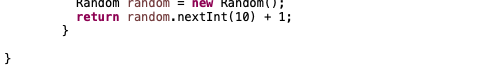 Random random = new Random();
return random.nextInt(10) + 1;
}
}